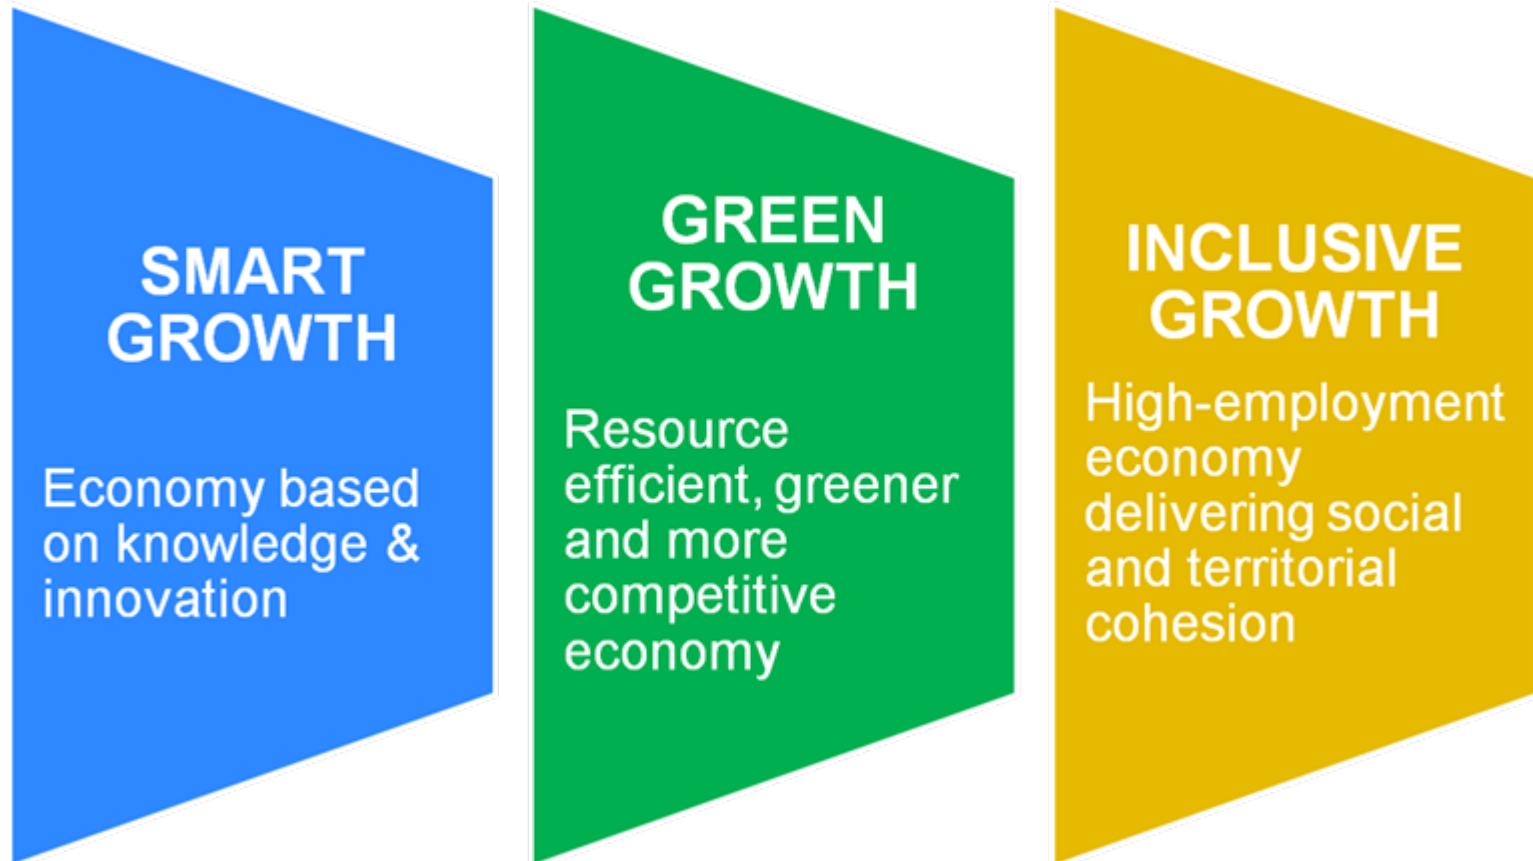 SMART
GROWTH
Economy based
on knowledge &
innovation
GREEN
GROWTH
Resource
efficient, greener
and more
competitive
economy
INCLUSIVE
GROWTH
High-employment
economy
delivering social
and territorial
cohesion